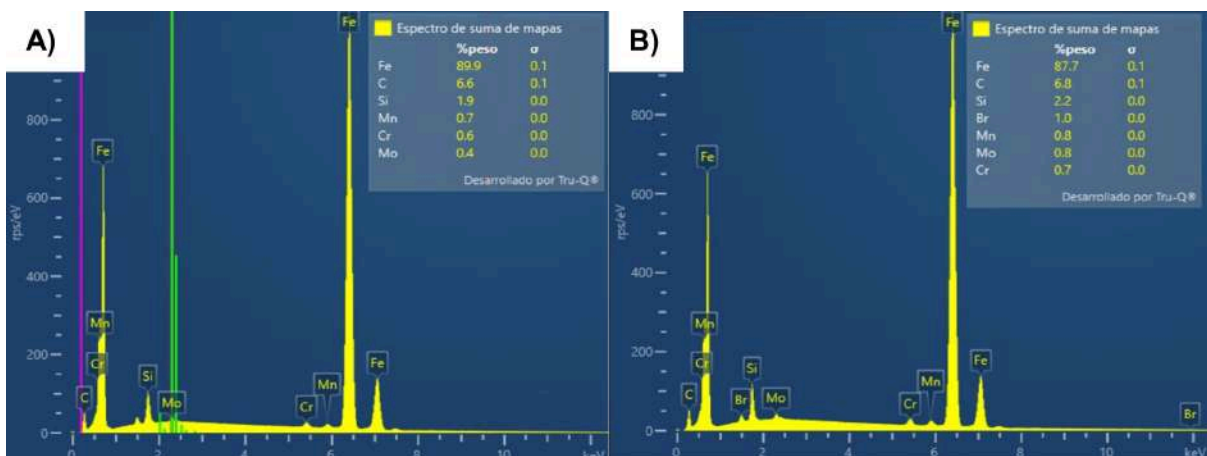 A)
Fe
Espectro de suma de mapas
%peso σ
Fe 89.9 0.1
C 6.6 0.1
Si 1.9 0.0
Mn 0.7 0.0
Cr 0.6 0.0
Mo 0.4 0.0
Desarrollado por Tru-Q®
800
Fe
600
rps/eV
400
Mn
Cr
200
Si
Fe
C
Mo
Cr
Mn
0
0 2 4 6 8 10
keV
B)
Fe
Espectro de suma de mapas
%peso σ
Fe 87.7 0.1
C 6.8 0.1
Si 2.2 0.0
Br 1.0 0.0
Mn 0.8 0.0
Mo 0.8 0.0
Cr 0.7 0.0
Desarrollado por Tru-Q®
800
Fe
600
rps/eV
400
Mn
Cr
200
Si
Fe
C
Br
Mo
Cr
Mn
Br
0
0 2 4 6 8 10
keV